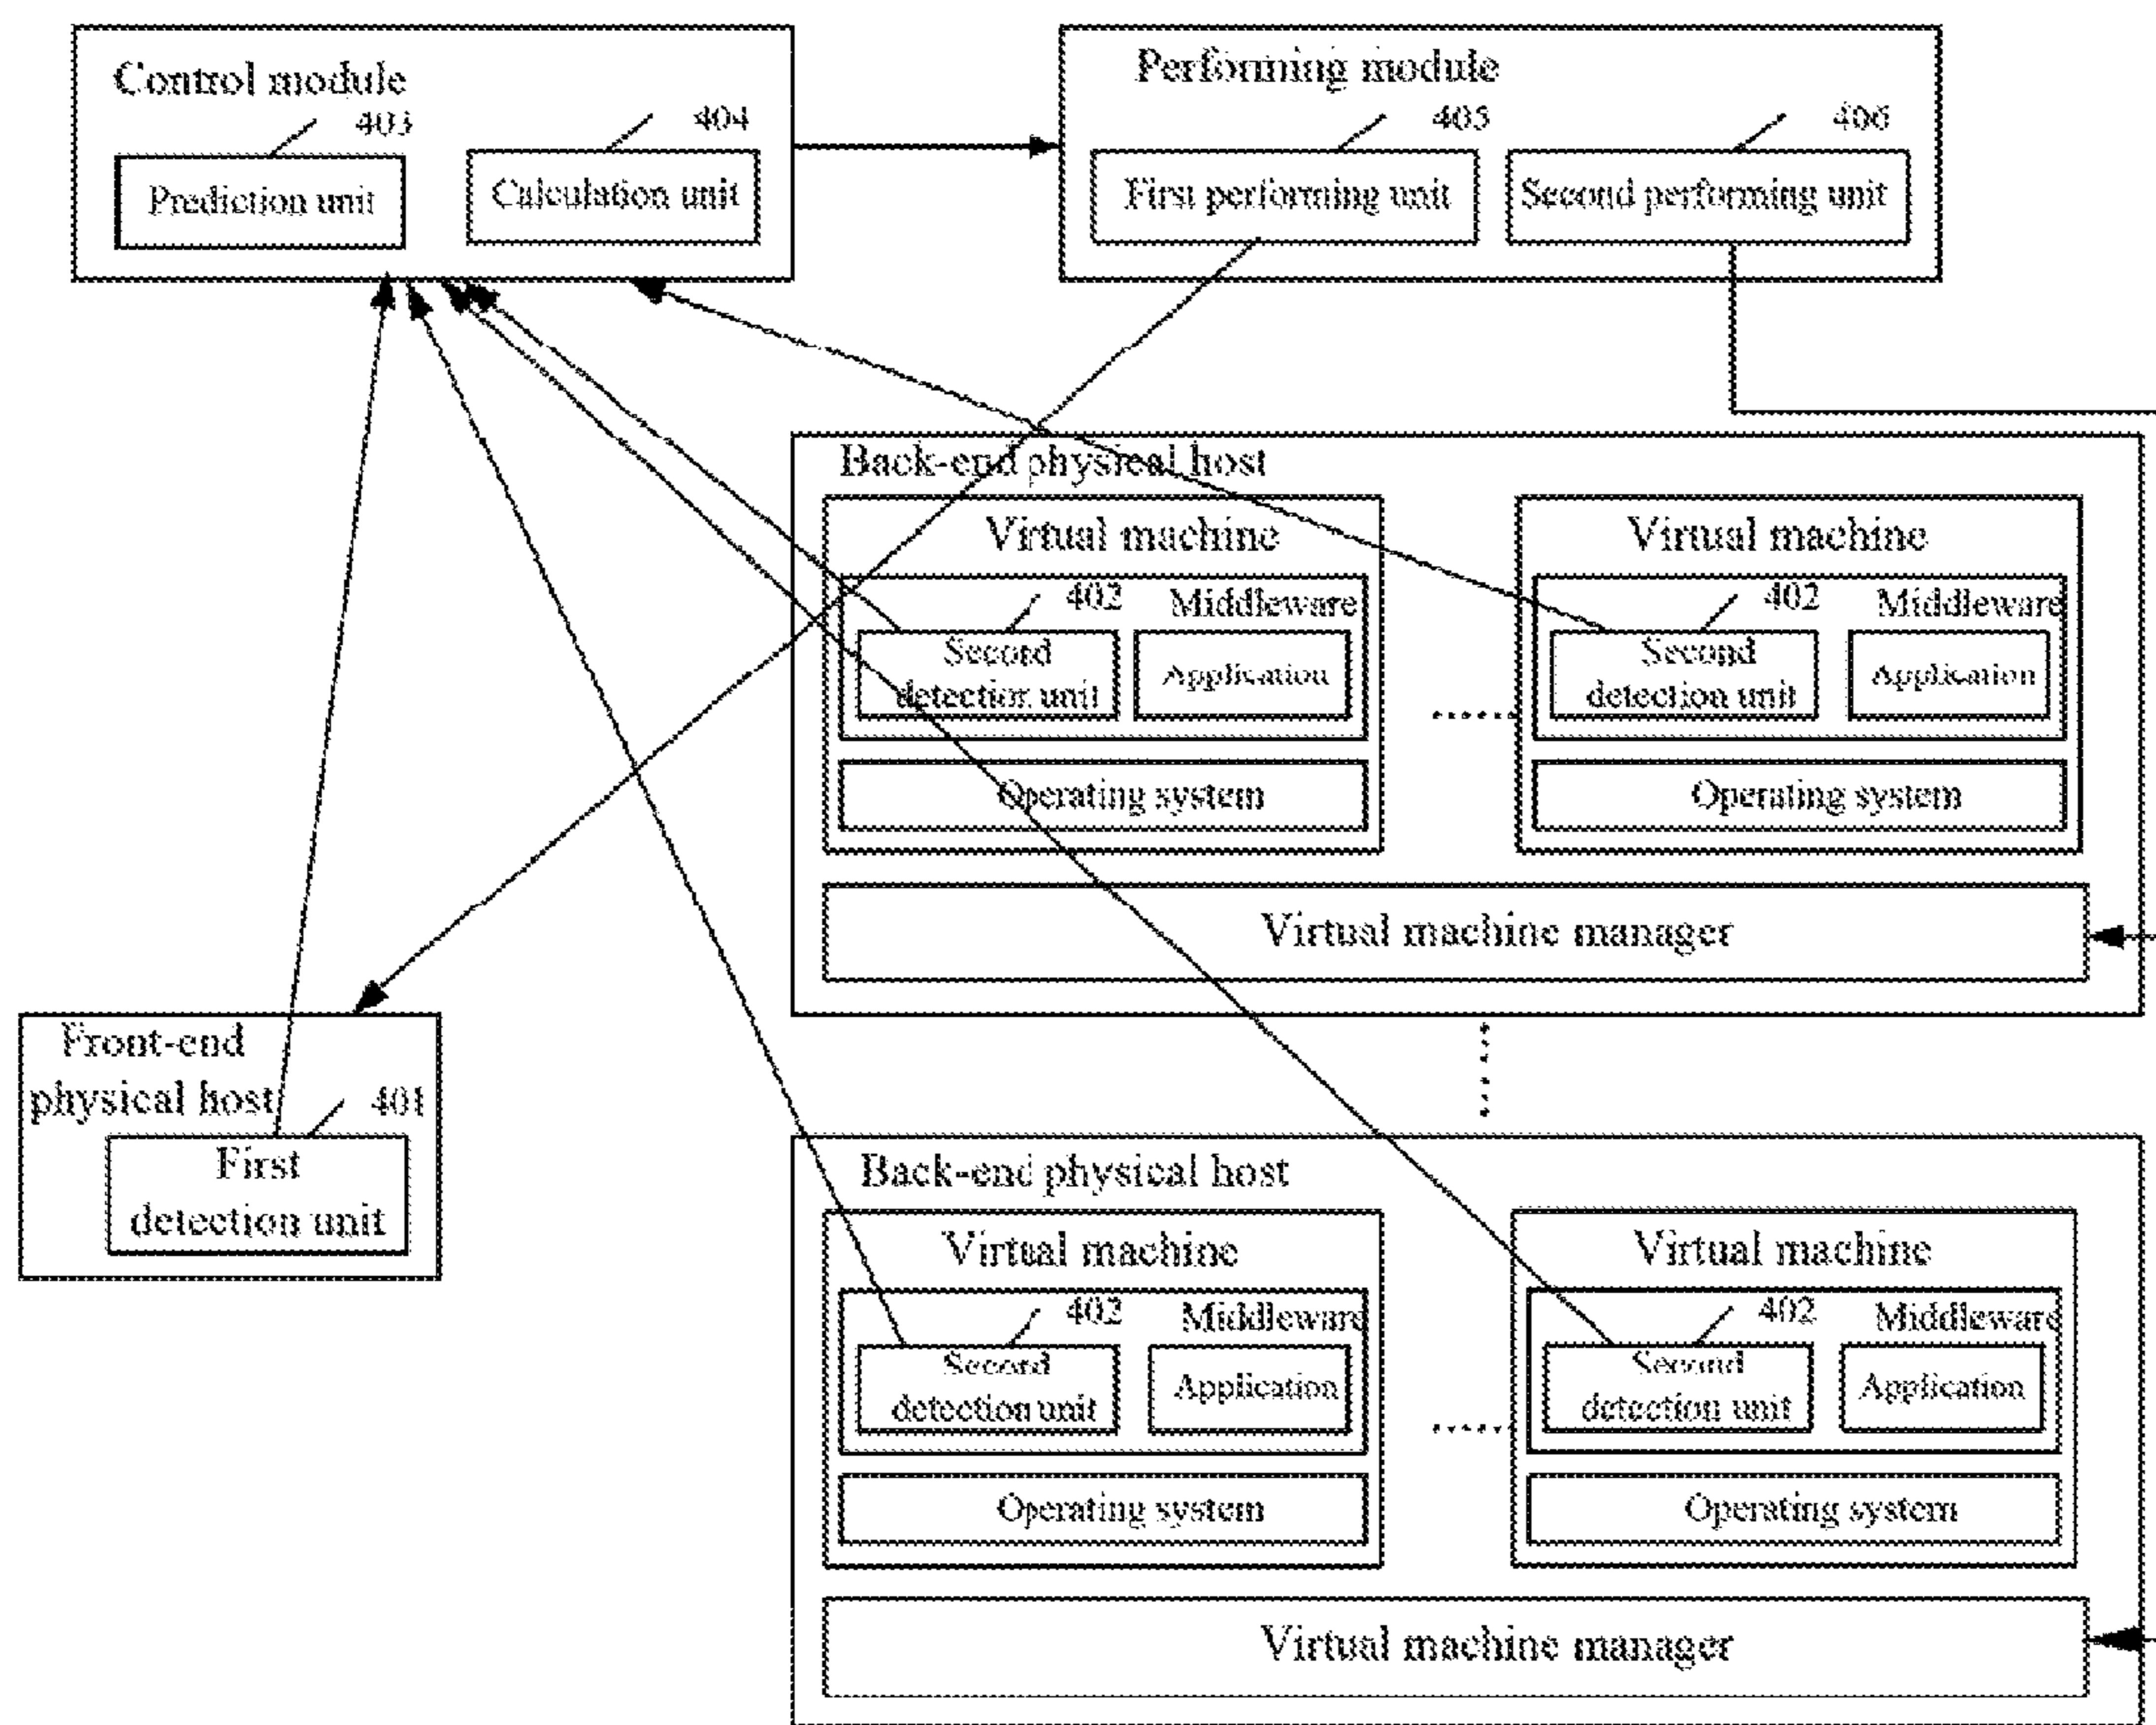 Control module
403
404
Prediction unit
Calculation unit
Performing module
405
406
First performing unit
Second performing unit
Back-end physical host
Virtual machine
402
Middleware
Second
detection unit
Application
Operating system
Virtual machine
402
Middleware
Second
detection unit
Application
Operating system
Virtual machine manager
Front-end
physical host
401
First
detection unit
Back-end physical host
Virtual machine
402
Middleware
Second
detection unit
Application
Operating system
Virtual machine
402
Middleware
Second
detection unit
Application
Operating system
Virtual machine manager